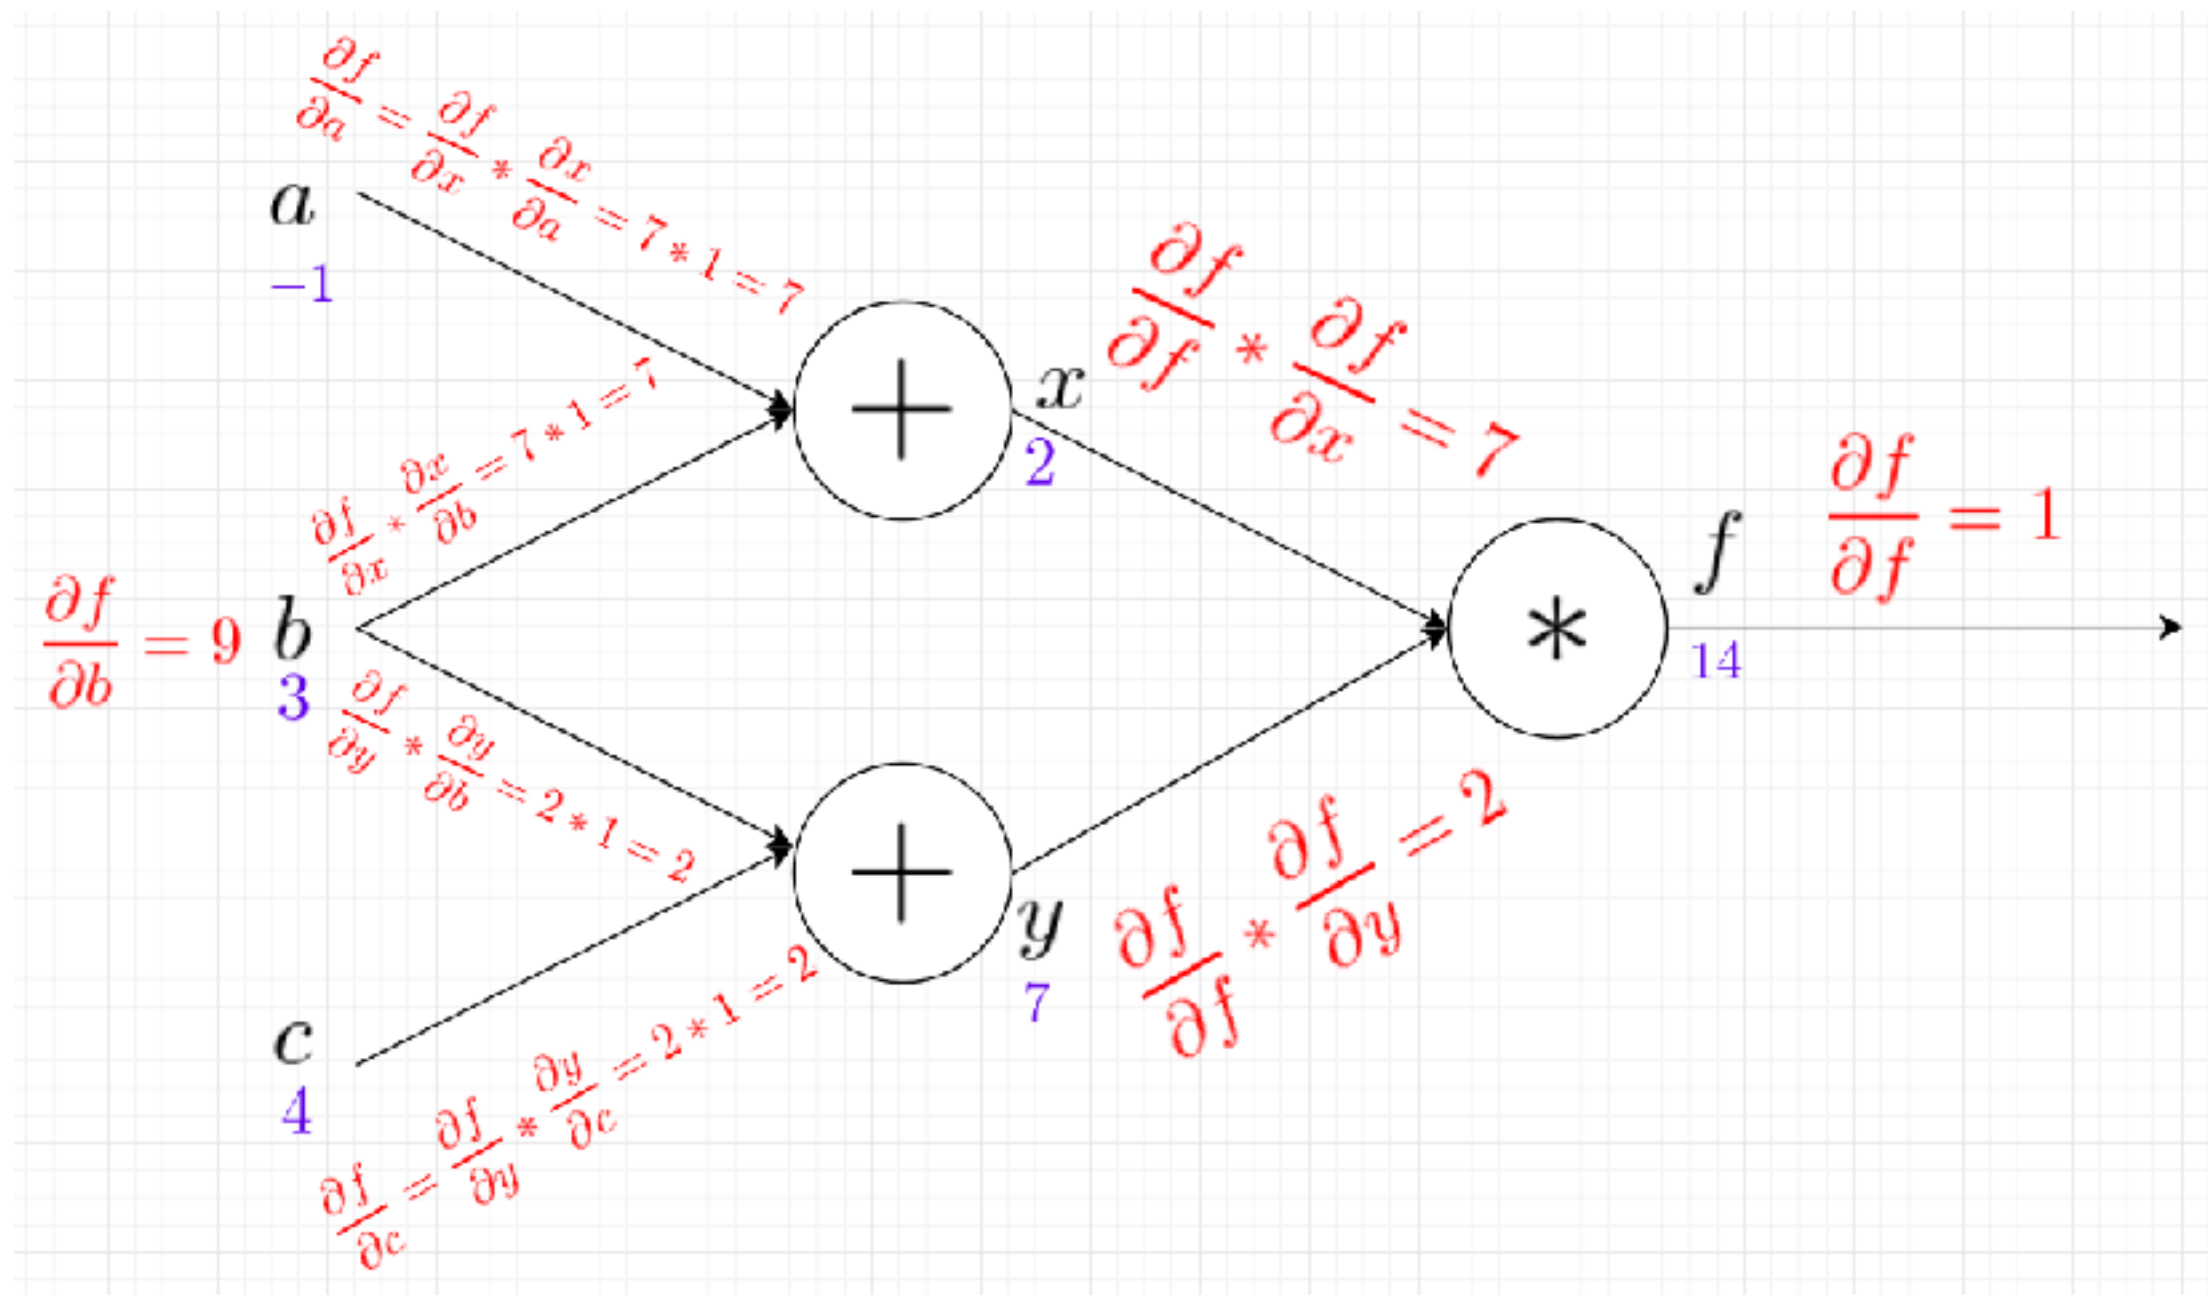 ∂f/∂a = ∂f/∂x * ∂x/∂a = 7 * 1 = 7
a
−1
+
x
2
∂f/∂f * ∂f/∂x = 7
∂f/∂x * ∂x/∂b = 7 * 1 = 7
∂f/∂b = 9
b
3
∂f/∂y * ∂y/∂b = 2 * 1 = 2
*
f
14
∂f/∂f = 1
+
y
7
∂f/∂f * ∂f/∂y = 2
c
4
∂f/∂c = ∂f/∂y * ∂y/∂c = 2 * 1 = 2